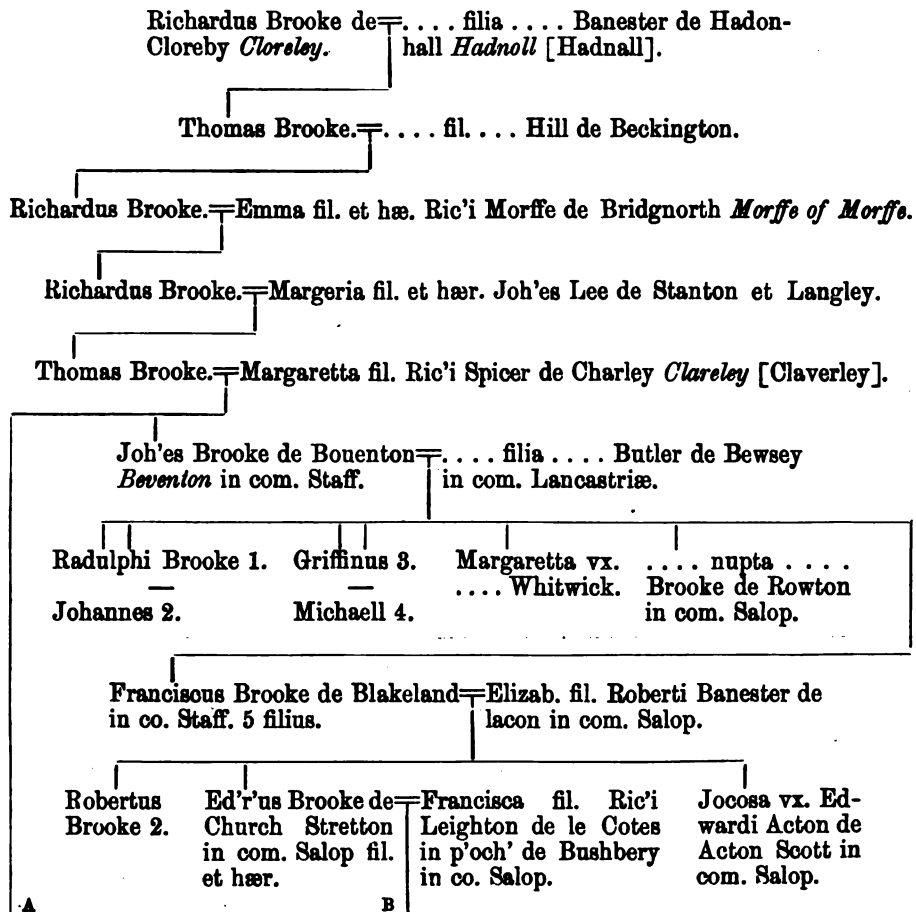 Richardus Brooke de=. . . . filia . . . . Banester de Hadon-
Cloreby Cloreley. hall Hadnoll [Hadnall].
Thomas Brooke.=. . . . fil. . . . Hill de Beckington.
Richardus Brooke.=Emma fil. et hæ. Ric'i Morffe de Bridgnorth Morffe of Morffe.
Richardus Brooke.=Margeria fil. et hær. Joh'es Lee de Stanton et Langley.
Thomas Brooke.=Margaretta fil. Ric'i Spicer de Charley Clareley [Claverley].
Joh'es Brooke de Bouenton=. . . . filia . . . . Butler de Bewsey
Beventon in com. Staff. in com. Lancastriæ.
Radulphi Brooke 1.
—
Johannes 2.
Griffinus 3.
—
Michaell 4.
Margaretta vx.
. . . . Whitwick.
. . . . nupta . . . .
Brooke de Rowton
in com. Salop.
Franciscus Brooke de Blakeland=Elizab. fil. Roberti Banester de
in co. Staff. 5 filius. lacon in com. Salop.
Robertus
Brooke 2.
Ed'r'us Brooke de=
Church Stretton
in com. Salop fil.
et hær.
Francisca fil. Ric'i
Leighton de le Cotes
in p'och' de Bushbery
in co. Salop.
Jocosa vx. Ed-
wardi Acton de
Acton Scott in
com. Salop.
A B